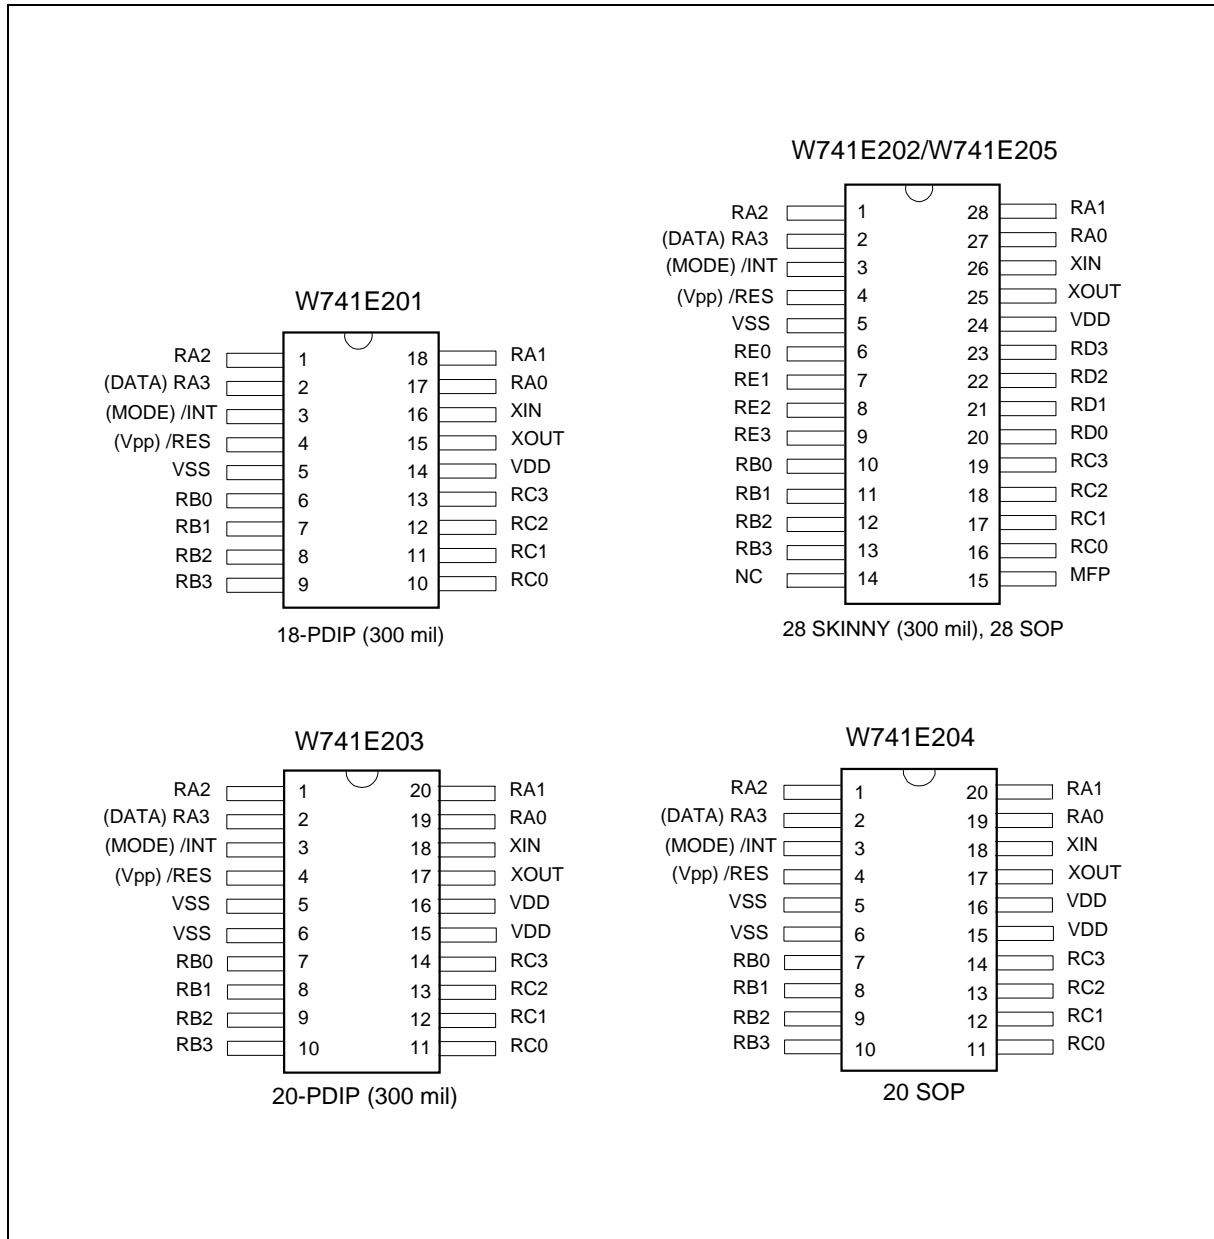 W741E202/W741E205
RA2 1 28 RA1
(DATA) RA3 2 27 RA0
(MODE) /INT 3 26 XIN
(Vpp) /RES 4 25 XOUT
VSS 5 24 VDD
RE0 6 23 RD3
RE1 7 22 RD2
RE2 8 21 RD1
RE3 9 20 RD0
RB0 10 19 RC3
RB1 11 18 RC2
RB2 12 17 RC1
RB3 13 16 RC0
NC 14 15 MFP
28 SKINNY (300 mil), 28 SOP
W741E201
RA2 1 18 RA1
(DATA) RA3 2 17 RA0
(MODE) /INT 3 16 XIN
(Vpp) /RES 4 15 XOUT
VSS 5 14 VDD
RB0 6 13 RC3
RB1 7 12 RC2
RB2 8 11 RC1
RB3 9 10 RC0
18-PDIP (300 mil)
W741E203
RA2 1 20 RA1
(DATA) RA3 2 19 RA0
(MODE) /INT 3 18 XIN
(Vpp) /RES 4 17 XOUT
VSS 5 16 VDD
VSS 6 15 VDD
RB0 7 14 RC3
RB1 8 13 RC2
RB2 9 12 RC1
RB3 10 11 RC0
20-PDIP (300 mil)
W741E204
RA2 1 20 RA1
(DATA) RA3 2 19 RA0
(MODE) /INT 3 18 XIN
(Vpp) /RES 4 17 XOUT
VSS 5 16 VDD
VSS 6 15 VDD
RB0 7 14 RC3
RB1 8 13 RC2
RB2 9 12 RC1
RB3 10 11 RC0
20 SOP